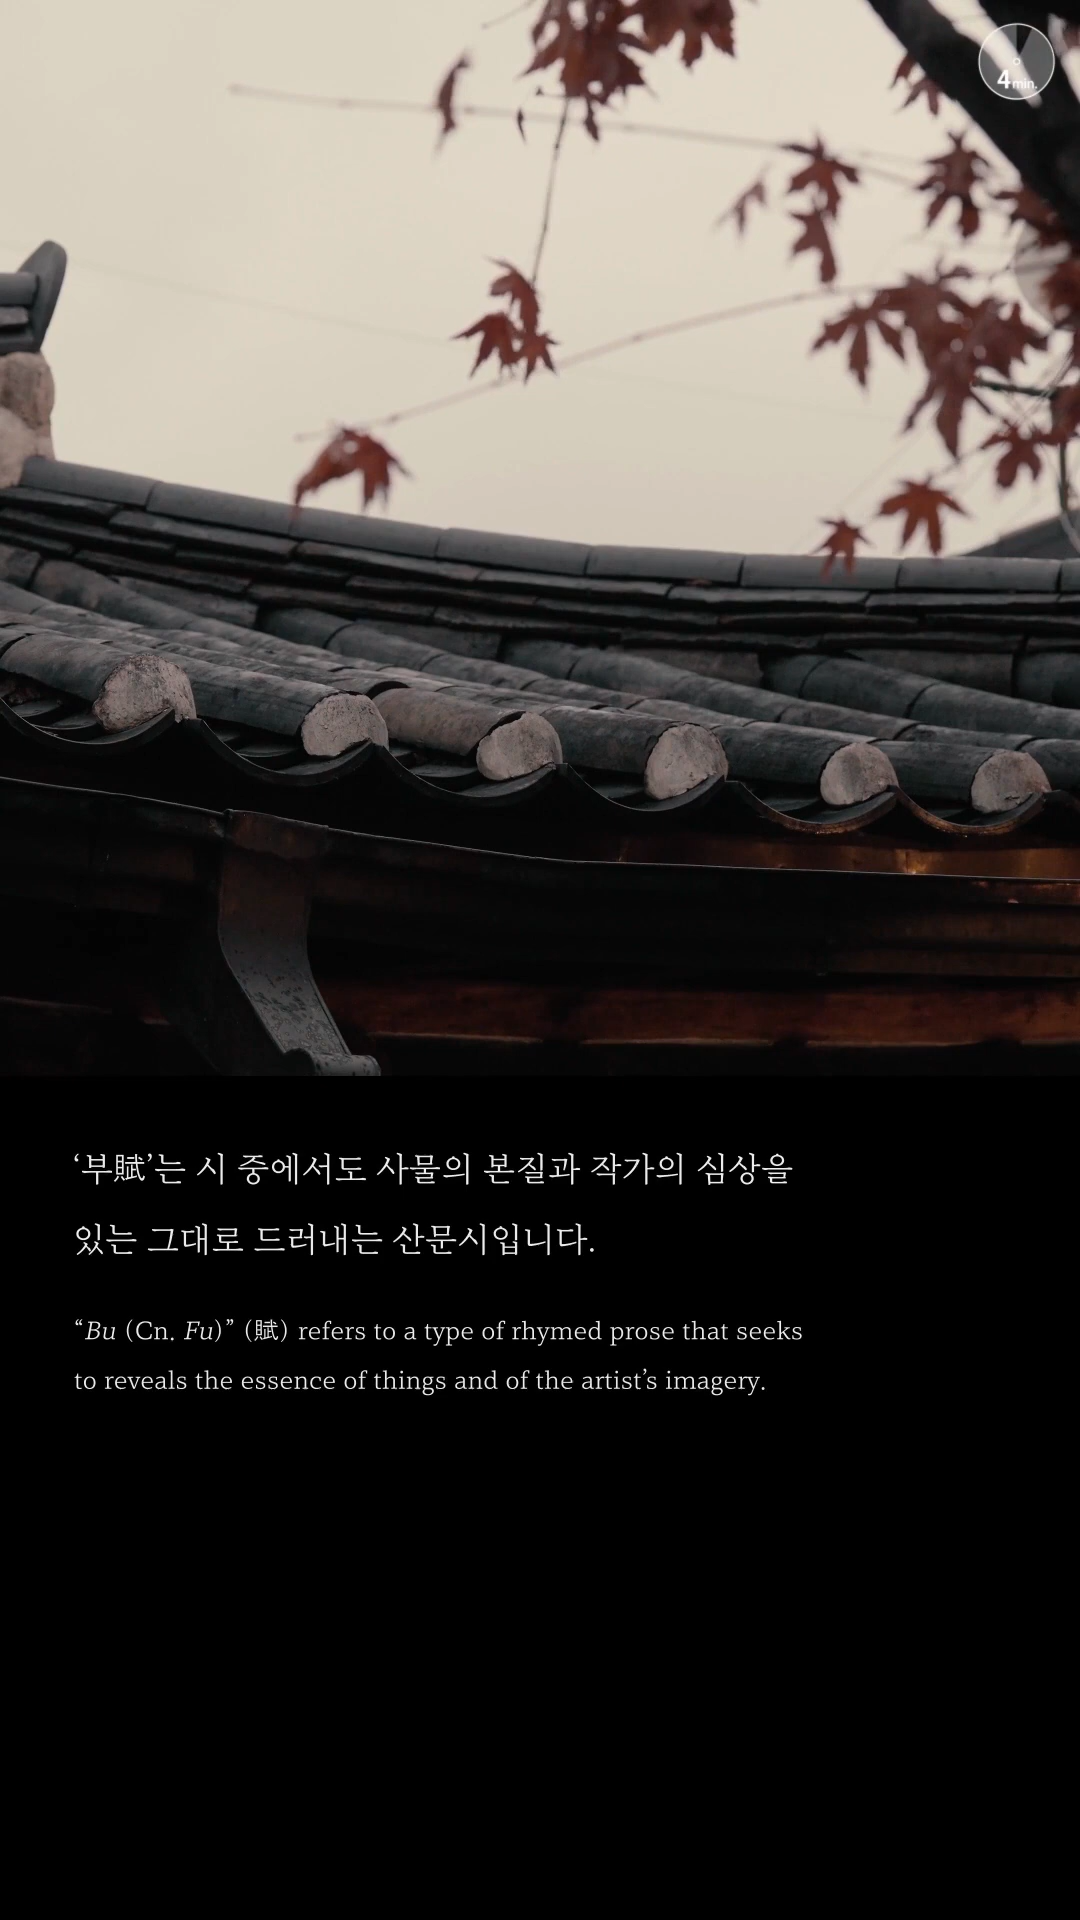 4min.
‘부賦’는 시 중에서도 사물의 본질과 작가의 심상을
있는 그대로 드러내는 산문시입니다.
“Bu (Cn. Fu)” (賦) refers to a type of rhymed prose that seeks
to reveals the essence of things and of the artist’s imagery.